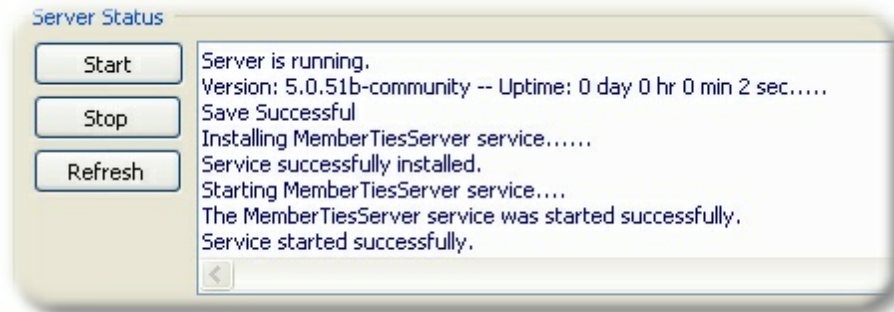 Server Status
Start
Stop
Refresh
Server is running.
Version: 5.0.51b-community -- Uptime: 0 day 0 hr 0 min 2 sec.....
Save Successful
Installing MemberTiesServer service......
Service successfully installed.
Starting MemberTiesServer service....
The MemberTiesServer service was started successfully.
Service started successfully.